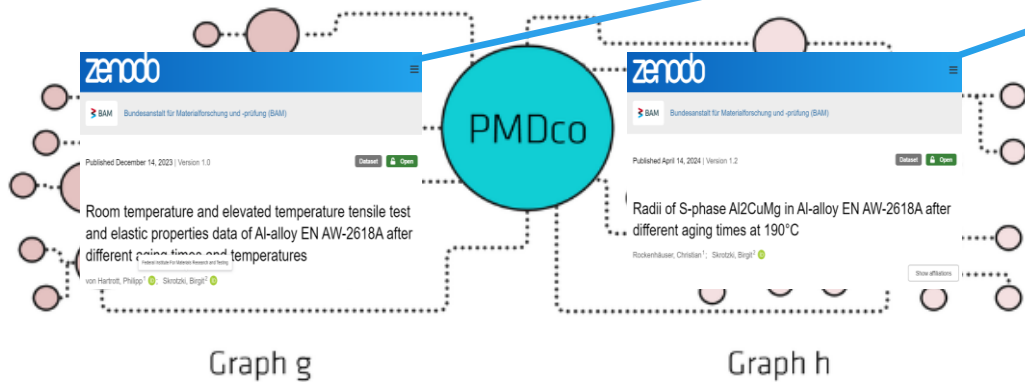 zenodo
BAM Bundesanstalt für Materialforschung und -prüfung (BAM)
Published December 14, 2023 | Version 1.0
Dataset Open
Room temperature and elevated temperature tensile test
and elastic properties data of Al-alloy EN AW-2618A after
different aging times and temperatures
Federal Institute For Materials Research and Testing
von Hartrott, Philipp1; Skrotzki, Birgit2
PMDco
zenodo
BAM Bundesanstalt für Materialforschung und -prüfung (BAM)
Published April 14, 2024 | Version 1.2
Dataset Open
Radii of S-phase Al2CuMg in Al-alloy EN AW-2618A after
different aging times at 190°C
Rockenhäuser, Christian1; Skrotzki, Birgit2
Show affiliations
Graph g
Graph h